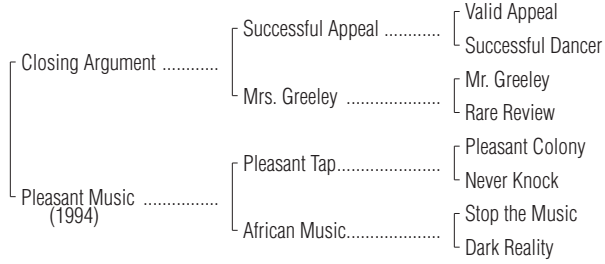 Valid Appeal
Successful Appeal ............
Successful Dancer
Closing Argument ............
Mr. Greeley
Mrs. Greeley ....................
Rare Review
Pleasant Colony
Pleasant Tap......................
Never Knock
Pleasant Music ................
(1994)
Stop the Music
African Music....................
Dark Reality